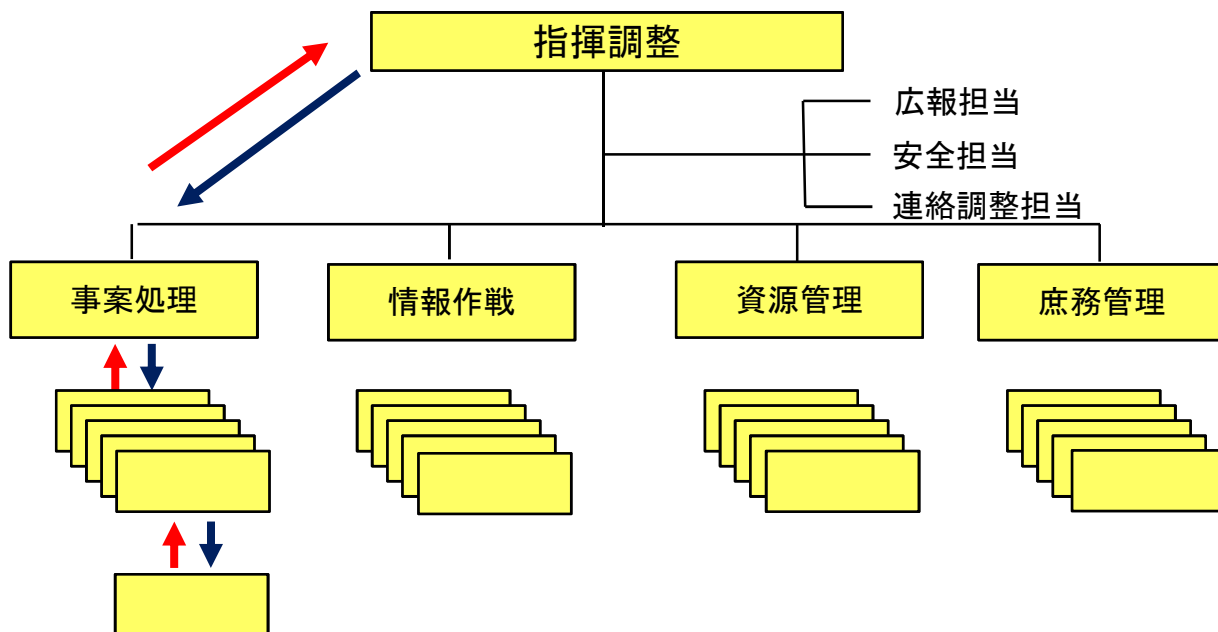 指揮調整
広報担当
安全担当
連絡調整担当
事案処理
情報作戦
資源管理
庶務管理